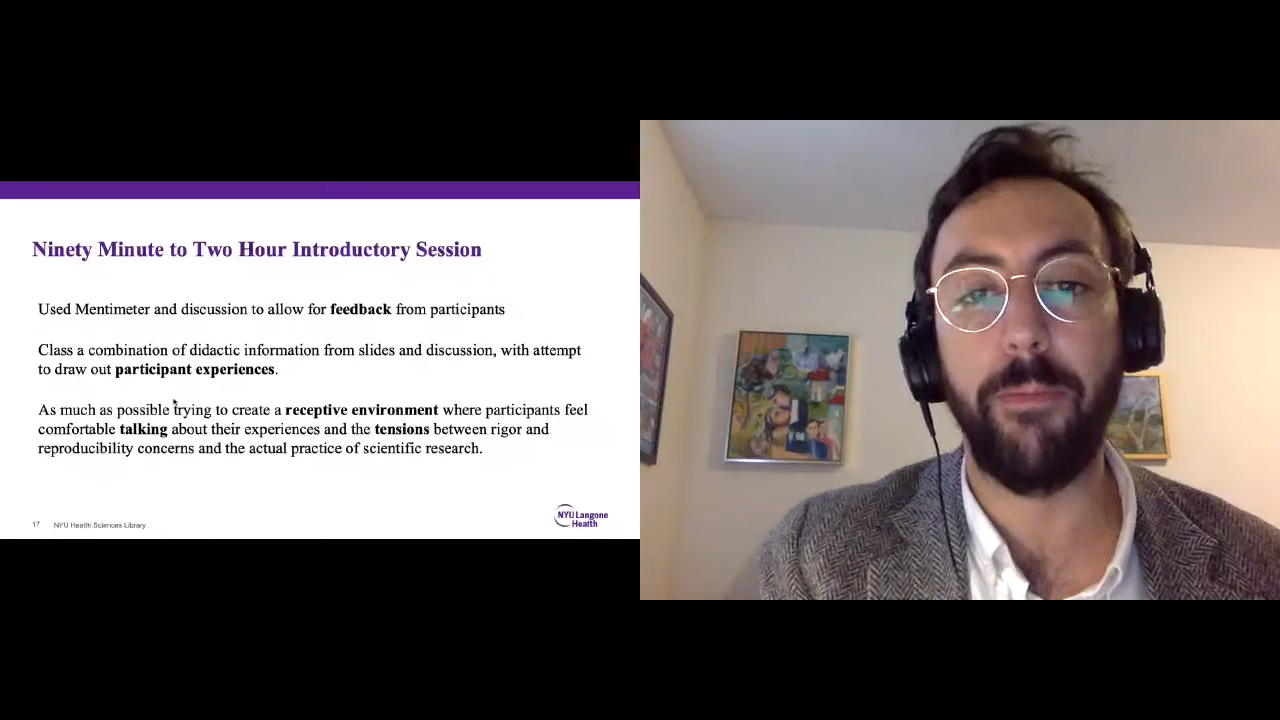 Ninety Minute to Two Hour Introductory Session
Used Mentimeter and discussion to allow for feedback from participants
Class a combination of didactic information from slides and discussion, with attempt
to draw out participant experiences.
As much as possible trying to create a receptive environment where participants feel
comfortable talking about their experiences and the tensions between rigor and
reproducibility concerns and the actual practice of scientific research.
17 NYU Health Sciences Library
NYU Langone
Health